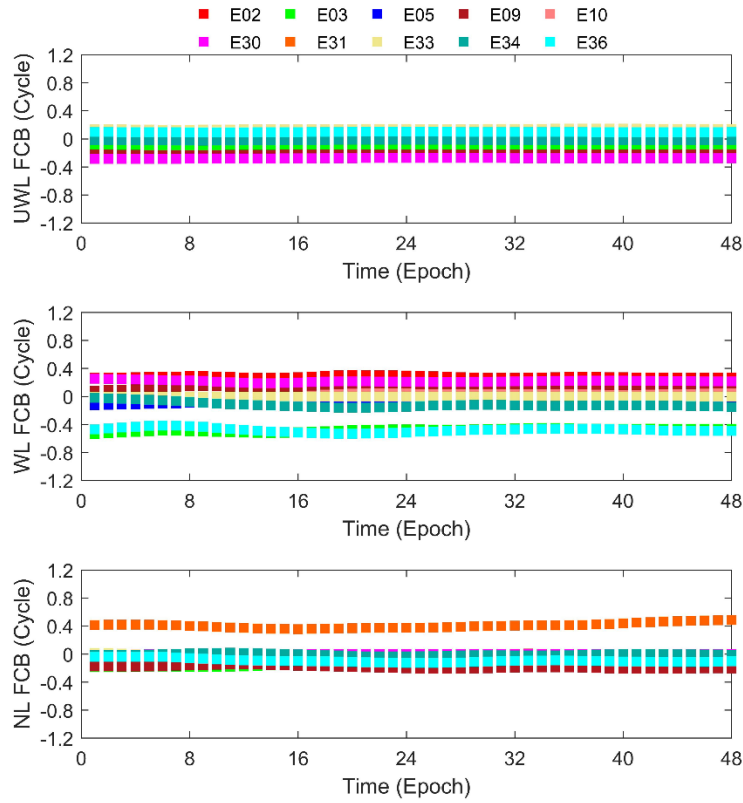 E02 E03 E05 E09 E10
E30 E31 E33 E34 E36
1.2
0.8
0.4
0
-0.4
-0.8
-1.2
UWL FCB (Cycle)
0 8 16 24 32 40 48
Time (Epoch)
1.2
0.8
0.4
0
-0.4
-0.8
-1.2
WL FCB (Cycle)
0 8 16 24 32 40 48
Time (Epoch)
1.2
0.8
0.4
0
-0.4
-0.8
-1.2
NL FCB (Cycle)
0 8 16 24 32 40 48
Time (Epoch)